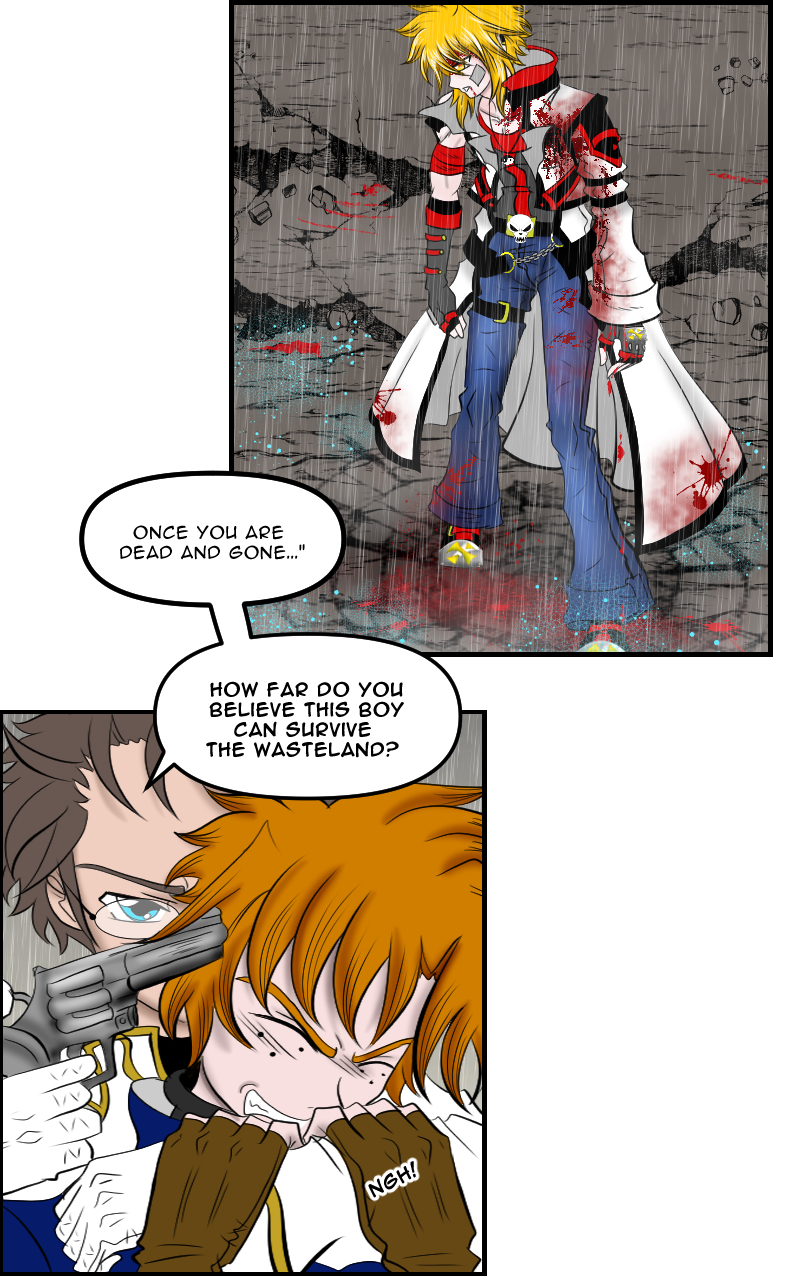 ONCE YOU ARE
DEAD AND GONE..."
HOW FAR DO YOU
BELIEVE THIS BOY
CAN SURVIVE
THE WASTELAND?
NGH!